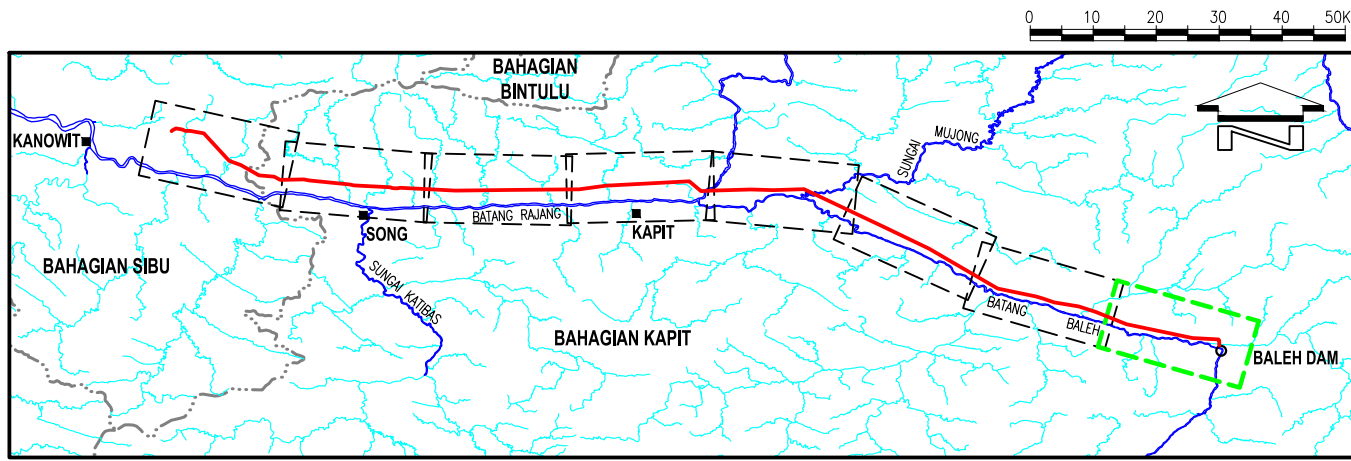 0 10 20 30 40 50K
BAHAGIAN
BINTULU
KANOWIT
SUNGAI MUJONG
BATANG RAJANG
SONG
KAPIT
BAHAGIAN SIBU
SUNGAI KATIBAS
BAHAGIAN KAPIT
BATANG BALEH
BALEH DAM